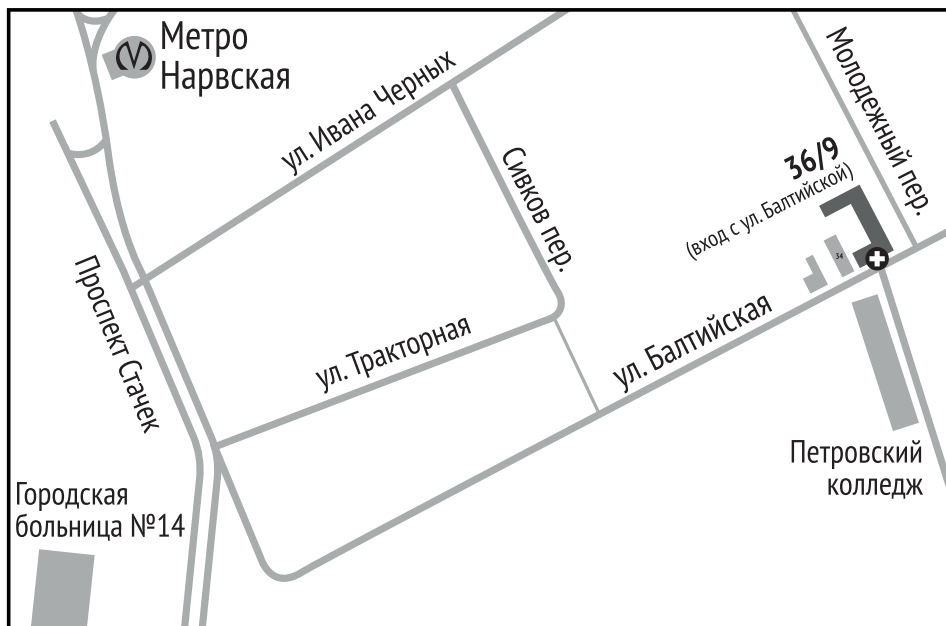 Метро
Нарвская
ул. Ивана Черных
Молодежный пер.
Сивков пер.
36/9
(вход с ул. Балтийской)
34
Проспект Стачек
ул. Тракторная
ул. Балтийская
Петровский
колледж
Городская
больница №14